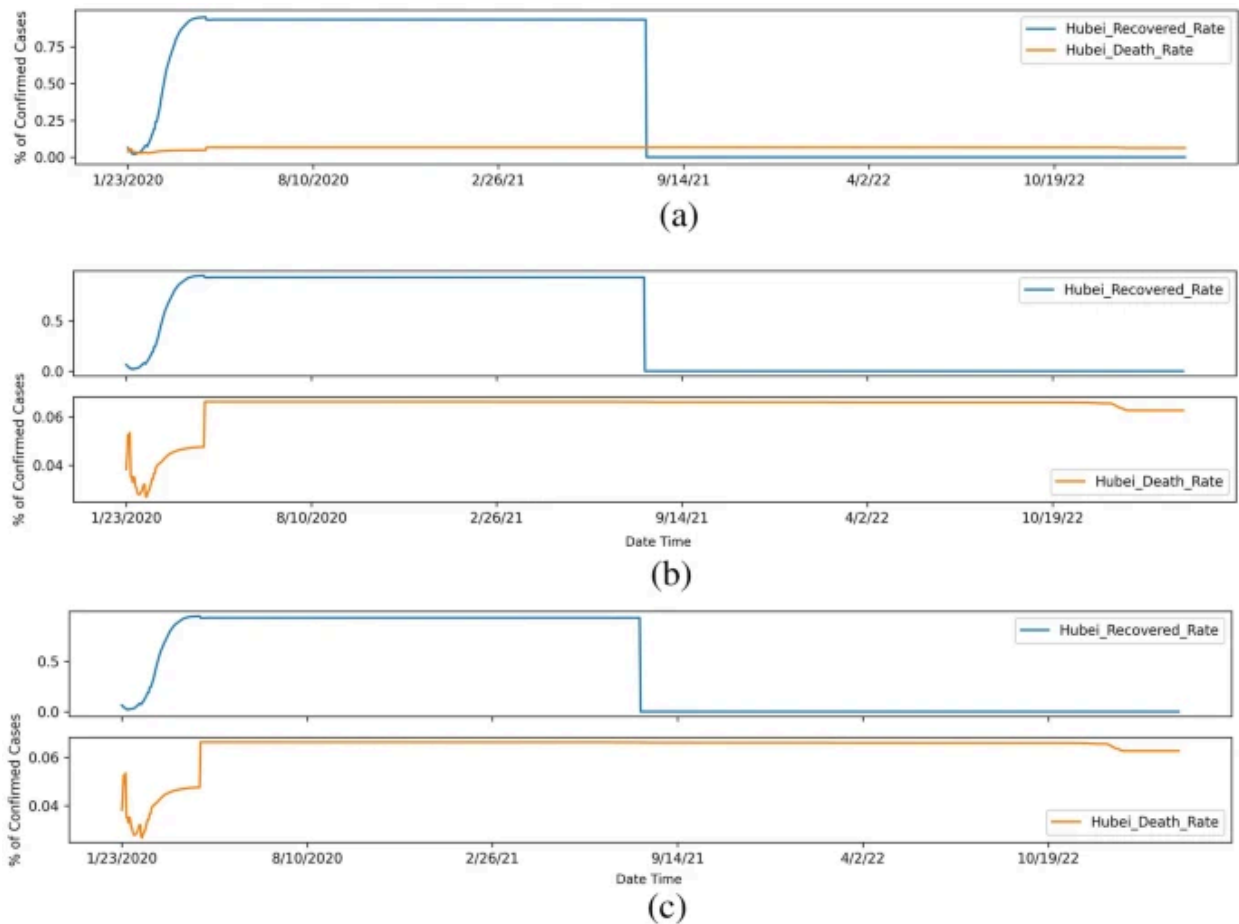 % of Confirmed Cases
0.75
0.50
0.25
0.00
Hubei_Recovered_Rate
Hubei_Death_Rate
1/23/2020 8/10/2020 2/26/21 9/14/21 4/2/22 10/19/22
(a)
% of Confirmed Cases
0.5
0.0
Hubei_Recovered_Rate
0.06
0.04
Hubei_Death_Rate
1/23/2020 8/10/2020 2/26/21 9/14/21 4/2/22 10/19/22
Date Time
(b)
% of Confirmed Cases
0.5
0.0
Hubei_Recovered_Rate
0.06
0.04
Hubei_Death_Rate
1/23/2020 8/10/2020 2/26/21 9/14/21 4/2/22 10/19/22
Date Time
(c)